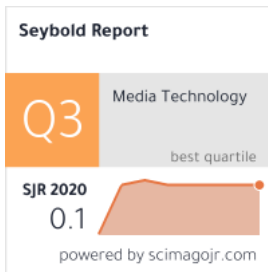 Seybold Report
Q3
Media Technology
best quartile
SJR 2020
0.1
powered by scimagojr.com